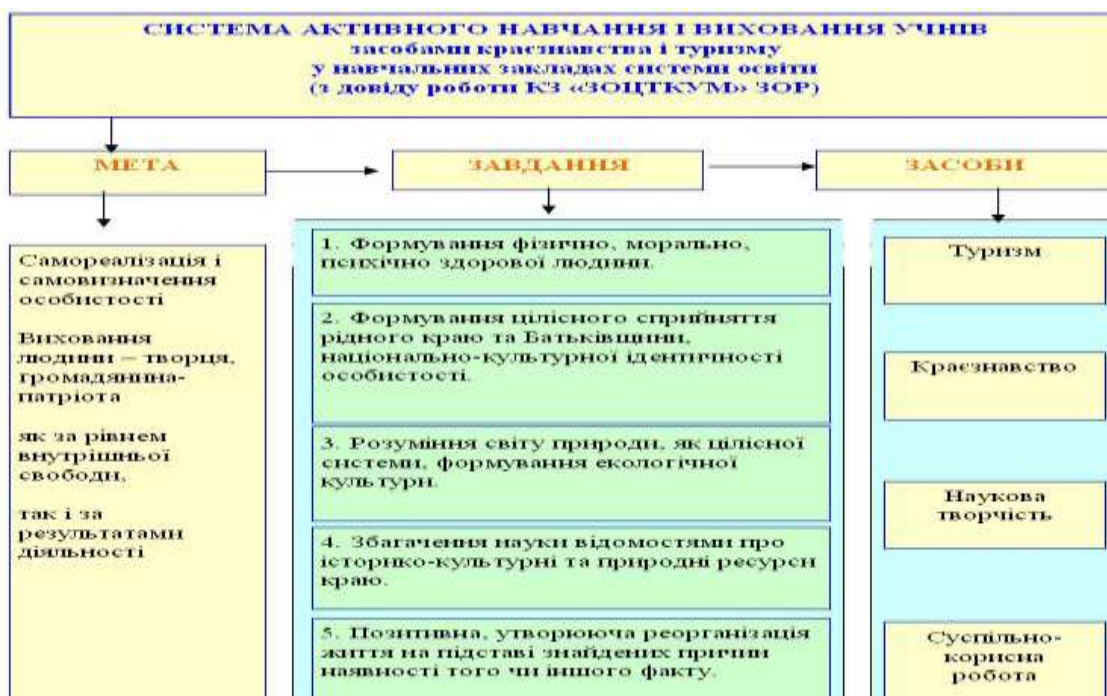 СИСТЕМА АКТИВНОГО НАВЧАННЯ І ВИХОВАННЯ УЧНІВ
засобами краєзнавства і туризму
у навчальних закладах системи освіти
(з довіду роботи КЗ «ЗОЦТКУМ» ЗОР)
МЕТА
ЗАВДАННЯ
ЗАСОБИ
Самореалізація і
самовизначення
особистості
Виховання
людини – творця,
громадянина-
патріота
як за рівнем
внутрішньої
свободи,
так і за
результатами
діяльності
1. Формування фізично, морально,
психічно здорової людини.
2. Формування цілісного сприйняття
рідного краю та Батьківщини,
національно-культурної ідентичності
особистості.
3. Розуміння світу природи, як цілісної
системи, формування екологічної
культури.
4. Збагачення науки відомостями про
історико-культурні та природні ресурси
краю.
5. Позитивна, утворююча реорганізація
життя на підставі знайдених причин
наявності того чи іншого факту.
Туризм
Краєзнавство
Наукова
творчість
Суспільно-
корисна
робота